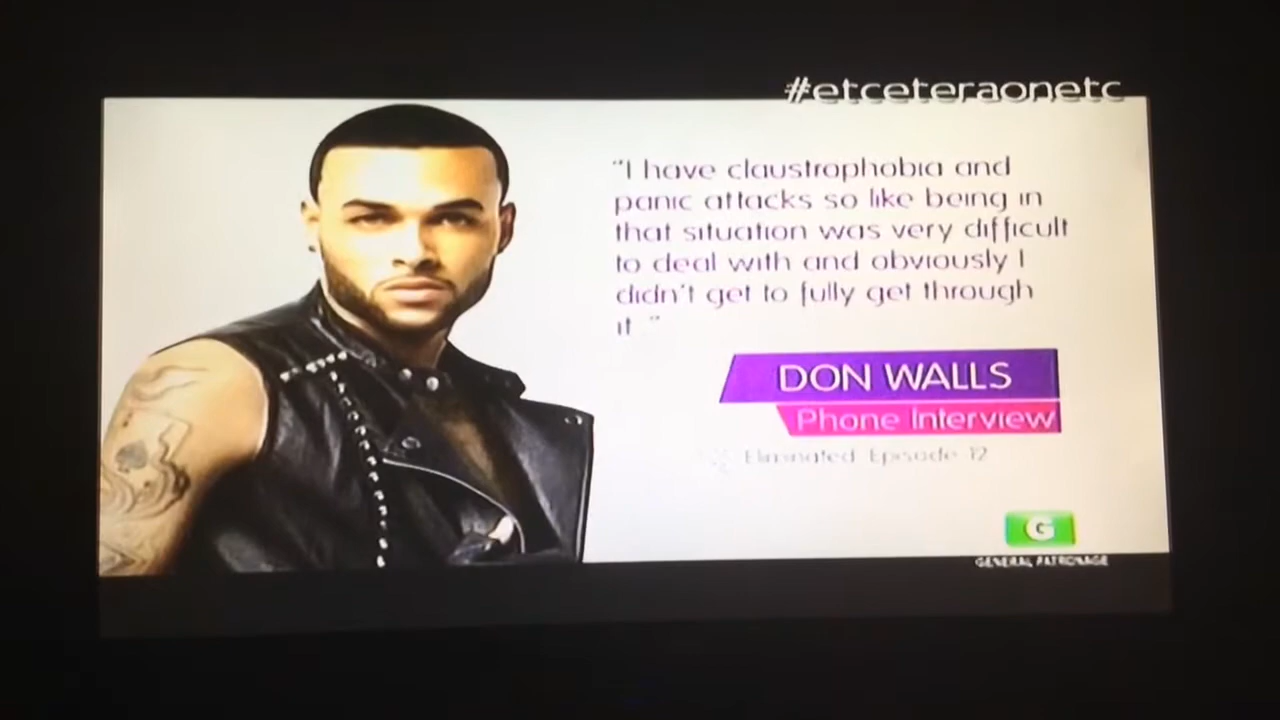 #etceteraonetc
"I have claustrophobia and
panic attacks so like being in
that situation was very difficult
to deal with and obviously I
didn't get to fully get through
it."
DON WALLS
Phone Interview
Eliminated Episode 12
G
GENERAL PATRONAGE